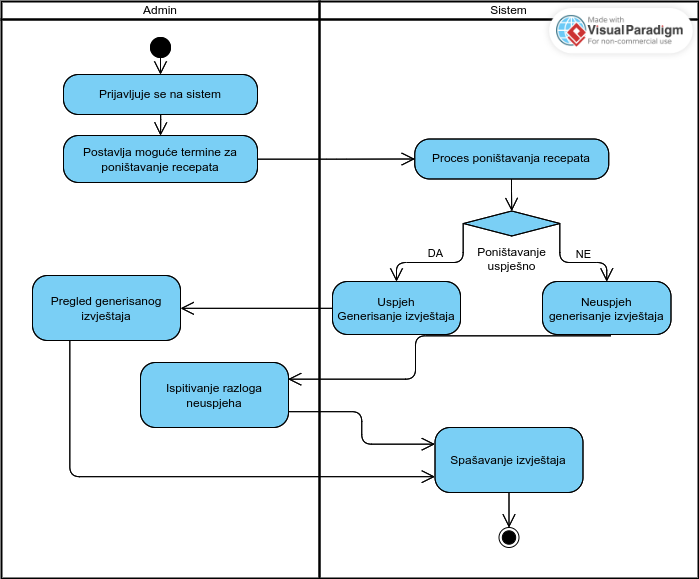 Admin
Sistem
Made with
Visual Paradigm
For non-commercial use
Prijavljuje se na sistem
Postavlja moguće termine za
poništavanje recepata
Proces poništavanja recepata
DA
Poništavanje
uspješno
NE
Pregled generisanog
izvještaja
Uspjeh
Generisanje izvještaja
Neuspjeh
generisanje izvještaja
Ispitivanje razloga
neuspjeha
Spašavanje izvještaja